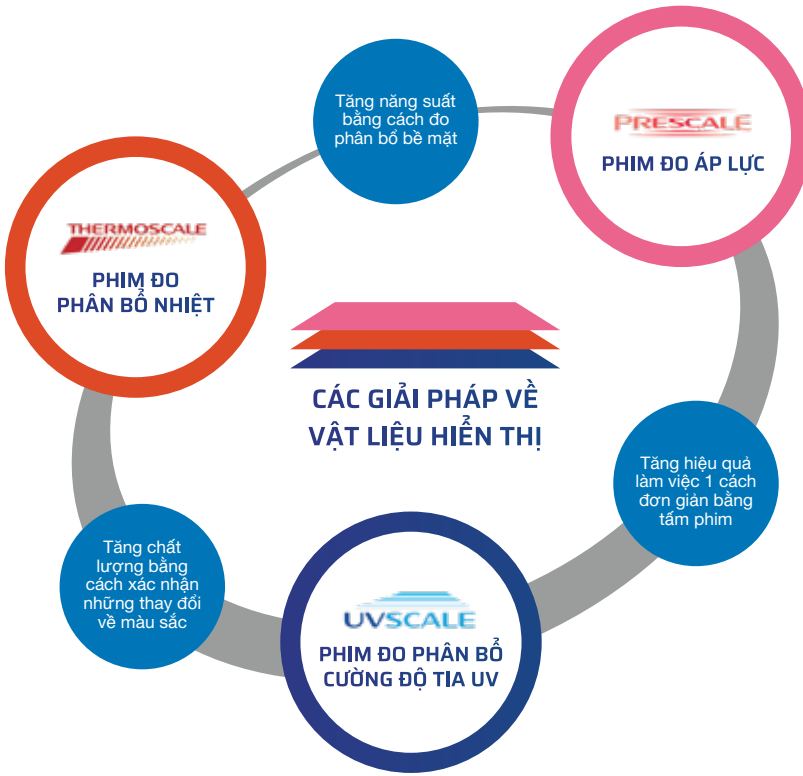 Tăng năng suất
bằng cách đo
phân bổ bề mặt
PRESCALE
PHIM ĐO ÁP LỰC
THERMOSCALE
PHIM ĐO
PHÂN BỔ NHIỆT
CÁC GIẢI PHÁP VỀ
VẬT LIỆU HIỂN THỊ
Tăng hiệu quả
làm việc 1 cách
đơn giản bằng
tấm phim
Tăng chất
lượng bằng
cách xác nhận
những thay đổi
về màu sắc
UVSCALE
PHIM ĐO PHÂN BỔ
CƯỜNG ĐỘ TIA UV